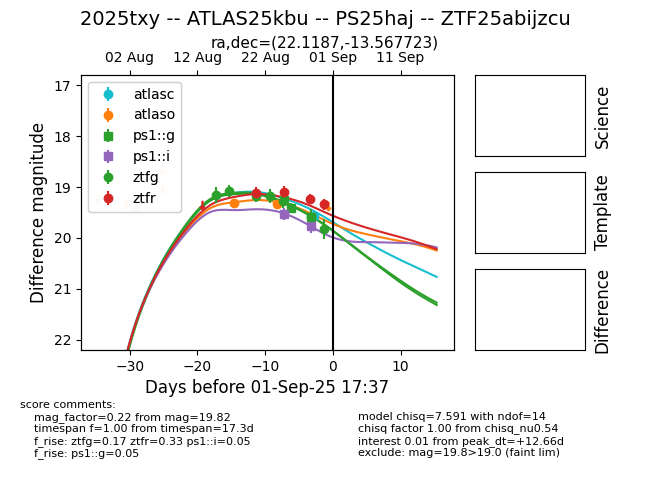 2025txy -- ATLAS25kbu -- PS25haj -- ZTF25abijzcu
ra,dec=(22.1187,-13.567723)
02 Aug 12 Aug 22 Aug 01 Sep 11 Sep
17
18
19
20
21
22
Difference magnitude
atlasc
atlaso
ps1::g
ps1::i
ztfg
ztfr
−30 −20 −10 0 10
Days before 01-Sep-25 17:37
Science
Template
Difference
score comments:
mag_factor=0.22 from mag=19.82
timespan f=1.00 from timespan=17.3d
f_rise: ztfg=0.17 ztfr=0.33 ps1::i=0.05
f_rise: ps1::g=0.05
model chisq=7.591 with ndof=14
chisq factor 1.00 from chisq_nu0.54
interest 0.01 from peak_dt=+12.66d
exclude: mag=19.8>19.0 (faint lim)